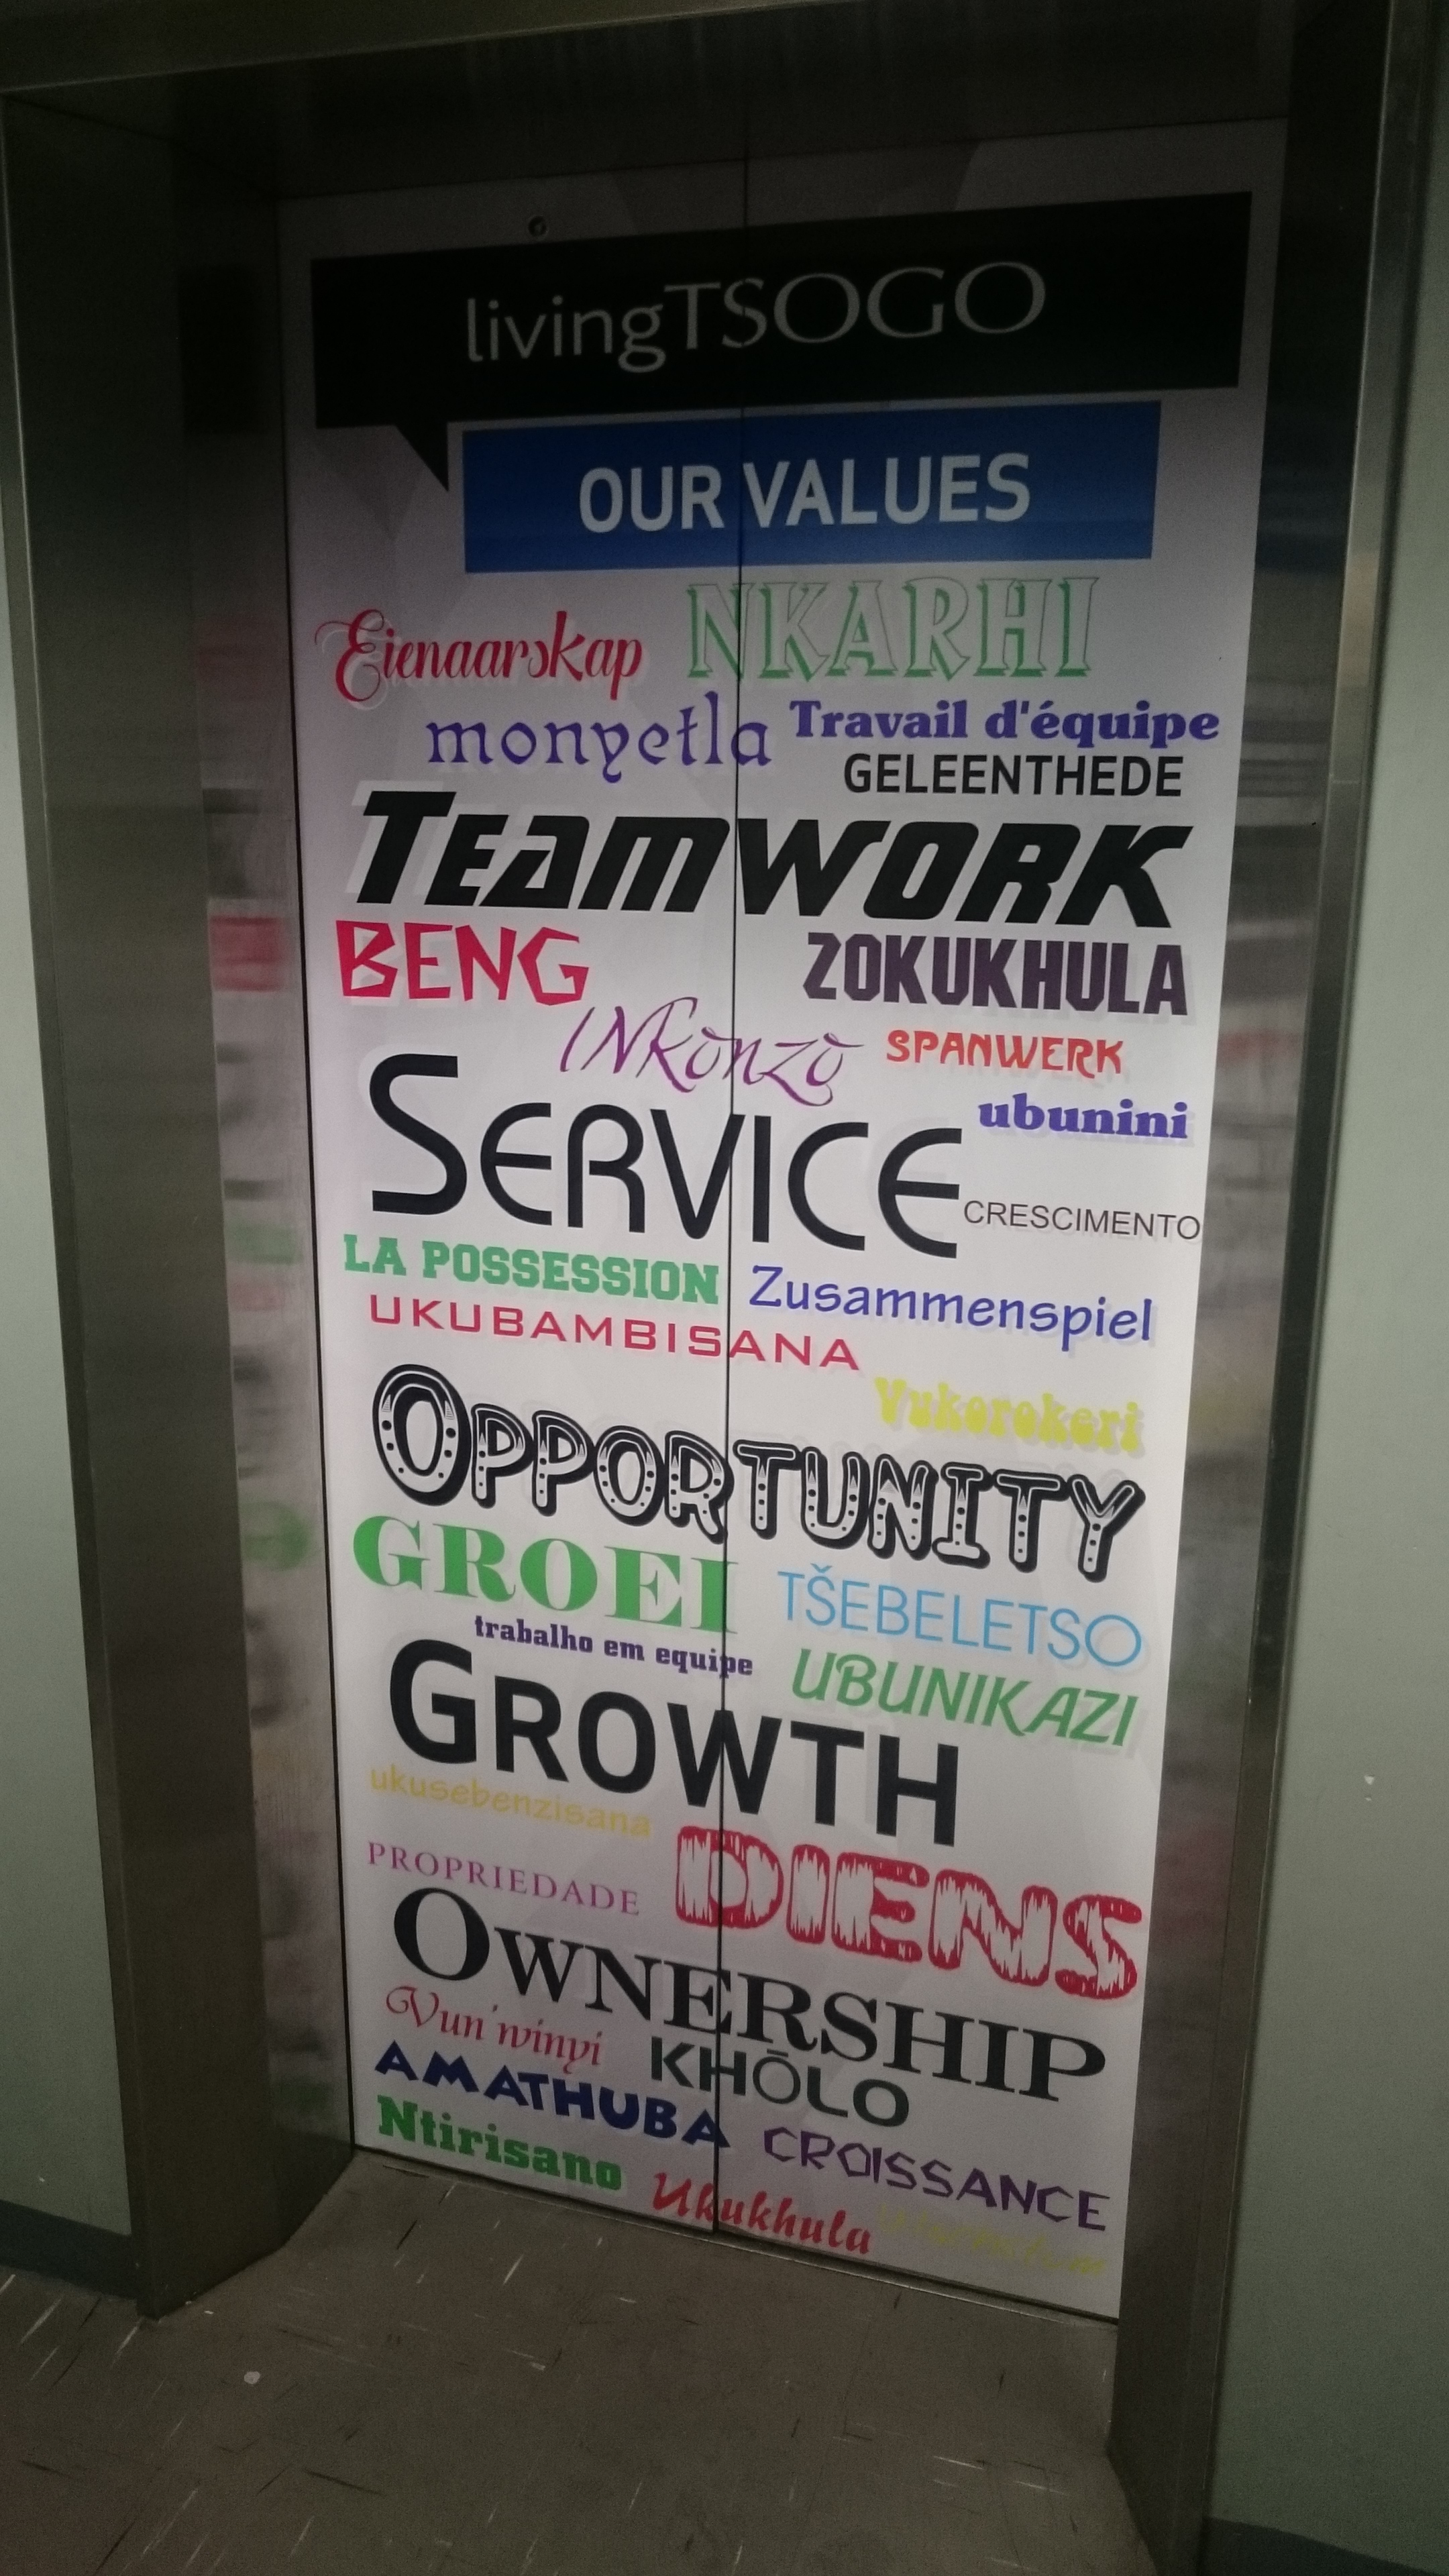 livingTSOGO
OUR VALUES
Eienaarskap NKARHI
monyetla Travail d'équipe
GELEENTHEDE
TEAMWORK
BENG ZOKUKHULA
INkònzò SPANWERK
ubunini
SERVICE
CRESCIMENTO
LA POSSESSION Zusammenspiel
UKUBAMBISANA
Vukorokeri
OPPORTUNITY
GROEI TŠEBELETSO
trabalho em equipe
UBUNIKAZI
GROWTH
ukusebenzisana
PROPRIEDADE DIENS
OWNERSHIP
Vun'winyi KHŌLO
AMATHUBA CROISSANCE
Ntirisano Ukukhula